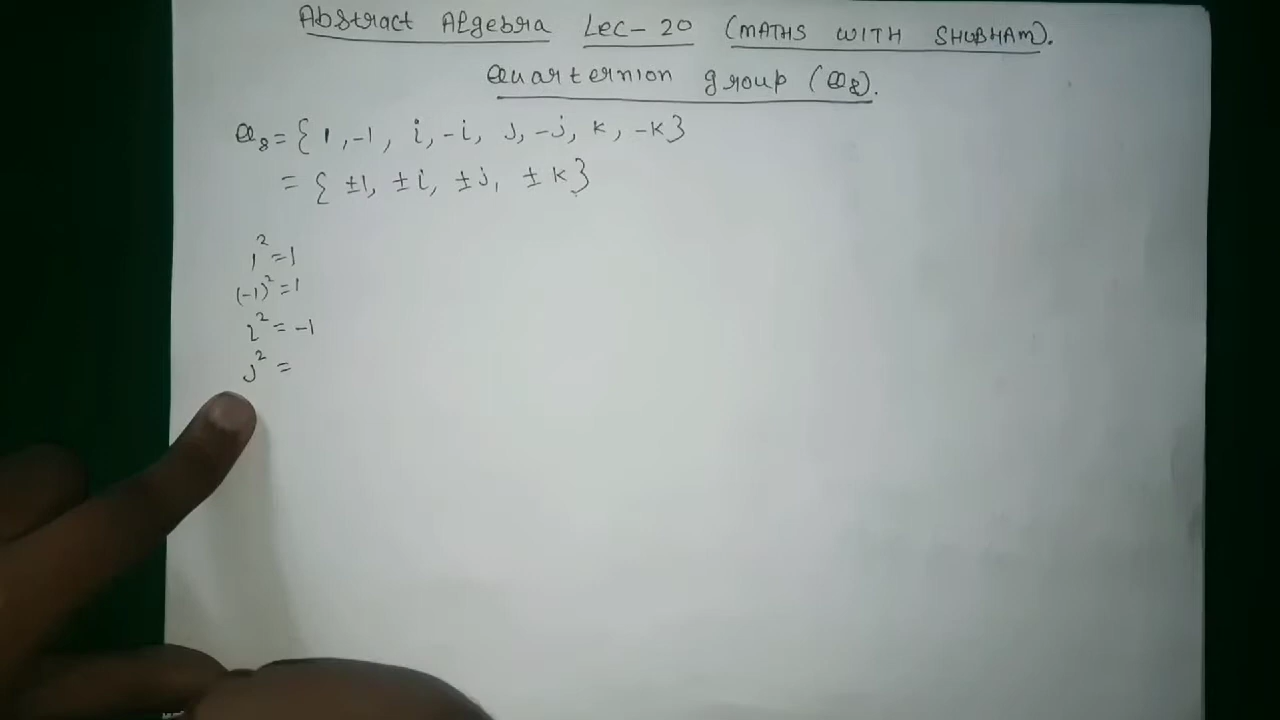 Abstract Algebra Lec-20 (MATHS WITH SHUBHAM).
Quarternion group (Q₈).
Q₈ = { 1, -1, i, -i, j, -j, k, -k}
= { ±1, ±i, ±j, ±k}
1² = 1
(-1)² = 1
i² = -1
j² =